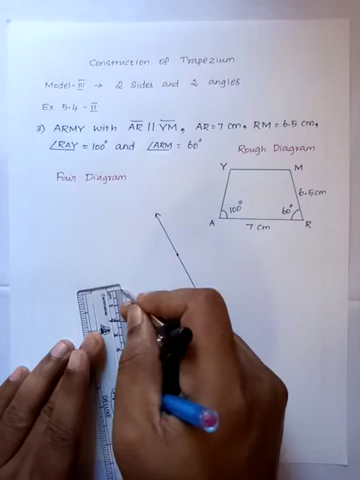 Construction of Trapezium
Model-III → 2 Sides and 2 angles.
Ex 5.4 - II
3) ARMY with AR || YM, AR = 7 cm, RM = 6.5 cm,
∠RAY = 100° and ∠ARM = 60°
Rough Diagram
Fair Diagram.
Y M
6.5cm
100° 60°
A R
7 cm
DELUXE